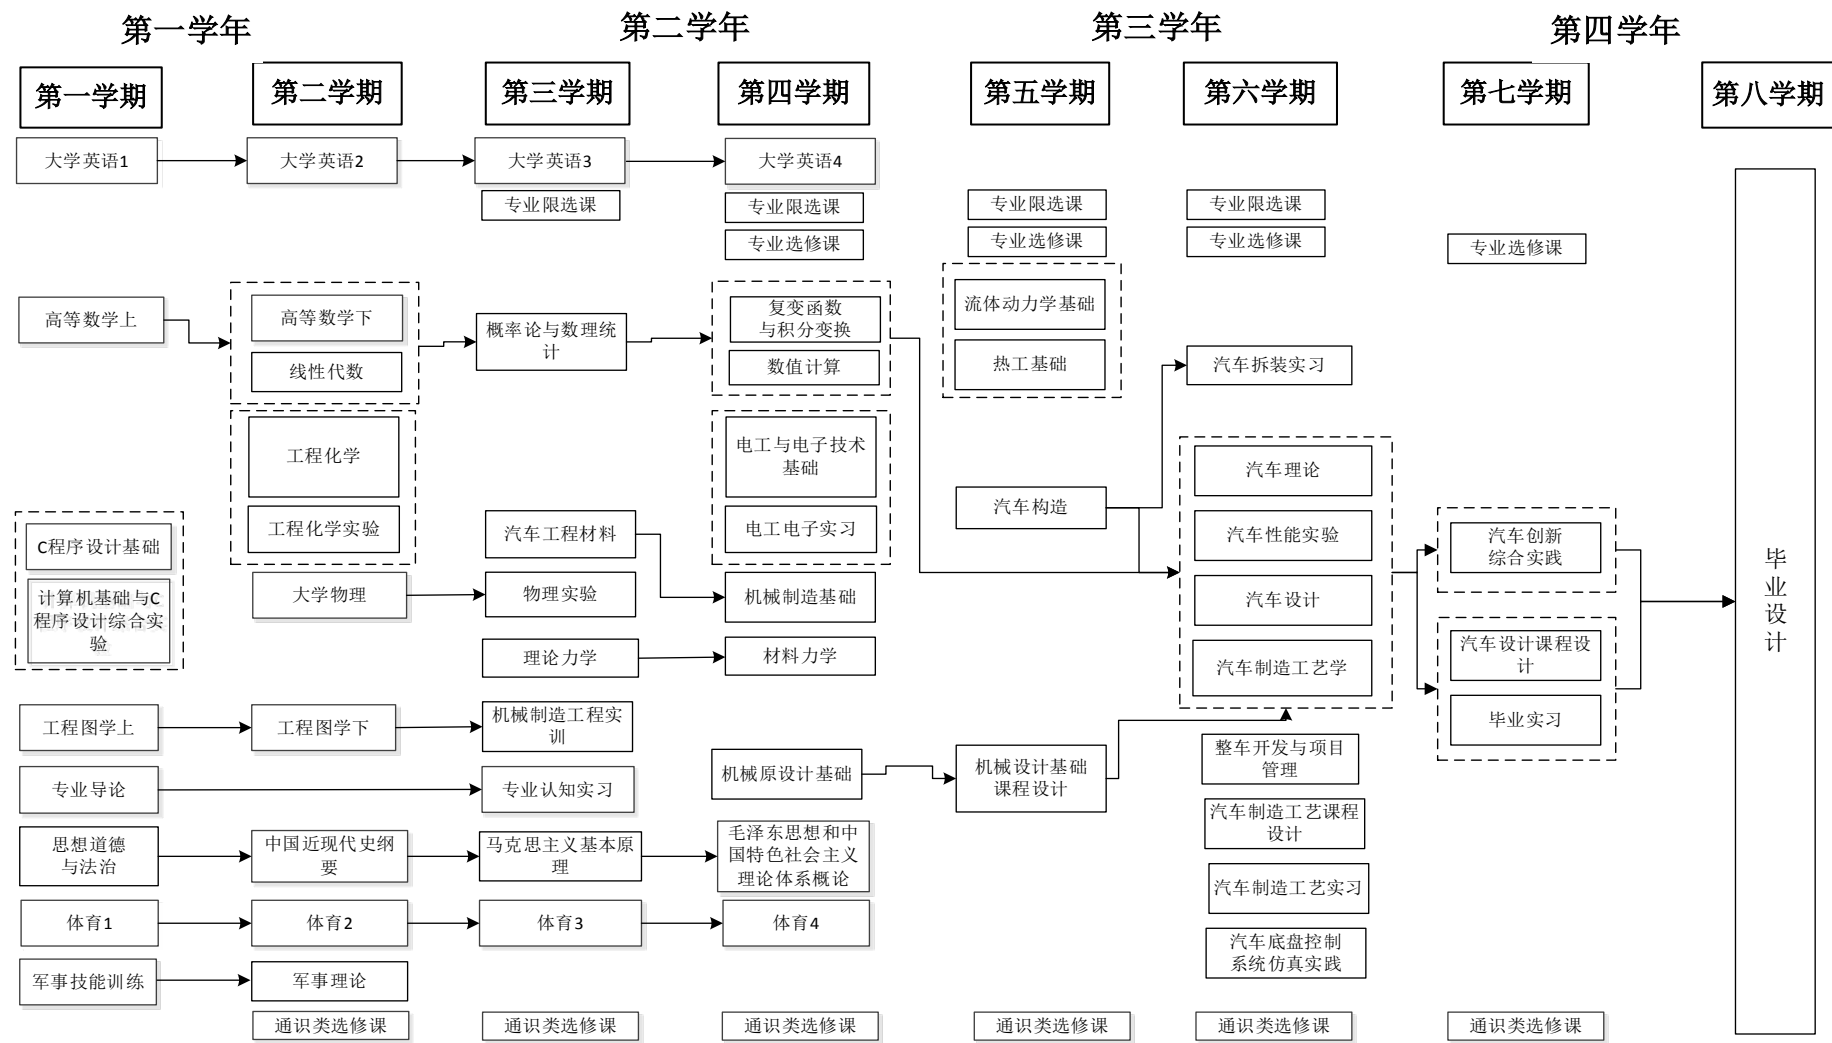 第一学年
第二学年
第三学年
第四学年
第一学期
第二学期
第三学期
第四学期
第五学期
第六学期
第七学期
第八学期
大学英语1
大学英语2
大学英语3
大学英语4
专业限选课
专业限选课
专业限选课
专业限选课
专业选修课
专业选修课
专业选修课
专业选修课
高等数学上
高等数学下
线性代数
概率论与数理统
计
复变函数
与积分变换
数值计算
流体动力学基础
热工基础
汽车拆装实习
工程化学
工程化学实验
电工与电子技术
基础
电工电子实习
汽车构造
汽车理论
汽车性能实验
汽车设计
汽车制造工艺学
C程序设计基础
计算机基础与C
程序设计综合实
验
大学物理
汽车工程材料
物理实验
机械制造基础
理论力学
材料力学
汽车创新
综合实践
汽车设计课程设
计
毕业实习
毕
业
设
计
工程图学上
工程图学下
机械制造工程实
训
机械原设计基础
机械设计基础
课程设计
整车开发与项目
管理
专业导论
专业认知实习
汽车制造工艺课程
设计
思想道德
与法治
中国近现代史纲
要
马克思主义基本原
理
毛泽东思想和中
国特色社会主义
理论体系概论
汽车制造工艺实习
体育1
体育2
体育3
体育4
汽车底盘控制
系统仿真实践
军事技能训练
军事理论
通识类选修课
通识类选修课
通识类选修课
通识类选修课
通识类选修课
通识类选修课